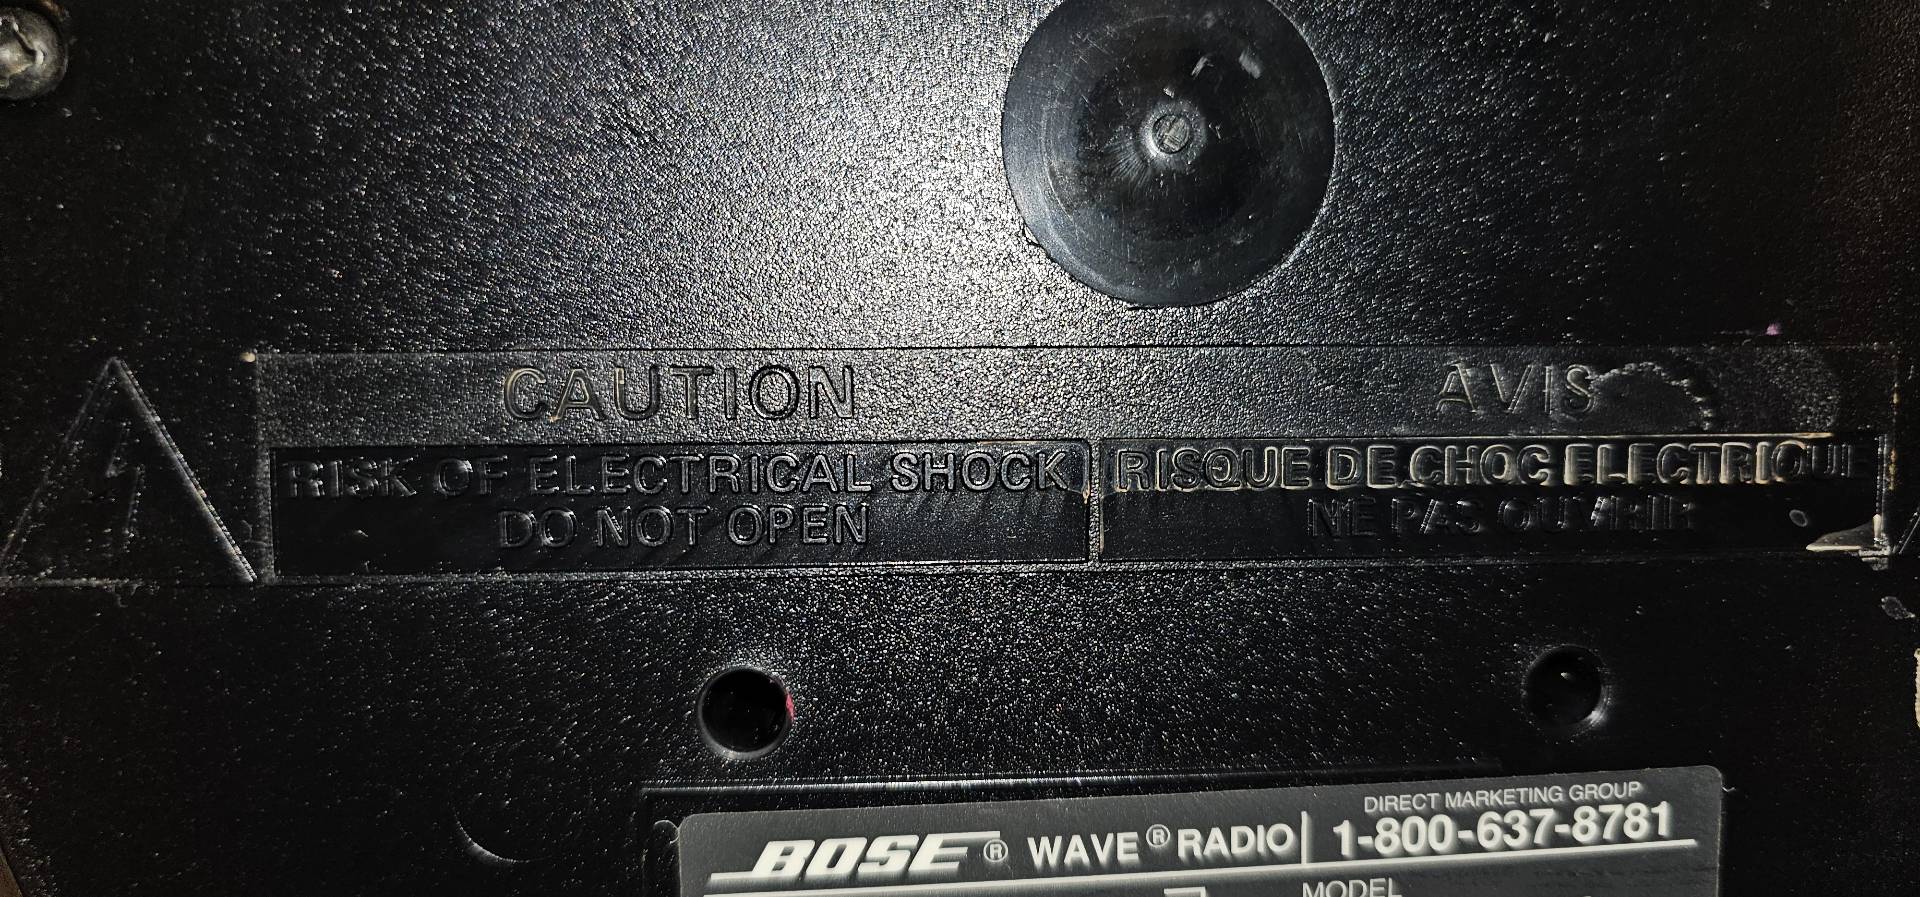 CAUTION
AVIS
RISK OF ELECTRICAL SHOCK
DO NOT OPEN
RISQUE DE CHOC ELECTRIQUE
NE PAS OUVRIR
DIRECT MARKETING GROUP
BOSE® WAVE® RADIO 1-800-637-8781
MODEL